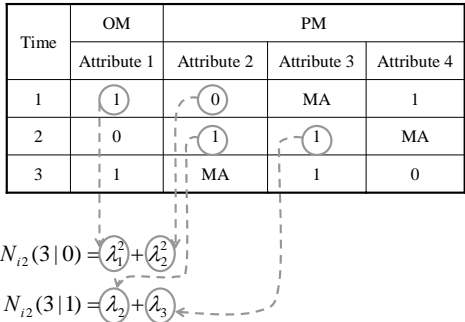 Time OM PM
Attribute 1 Attribute 2 Attribute 3 Attribute 4
1 1 0 MA 1
2 0 1 1 MA
3 1 MA 1 0
N_{i2}(3|0) = λ_1^2 + λ_2^2
N_{i2}(3|1) = λ_2 + λ_3